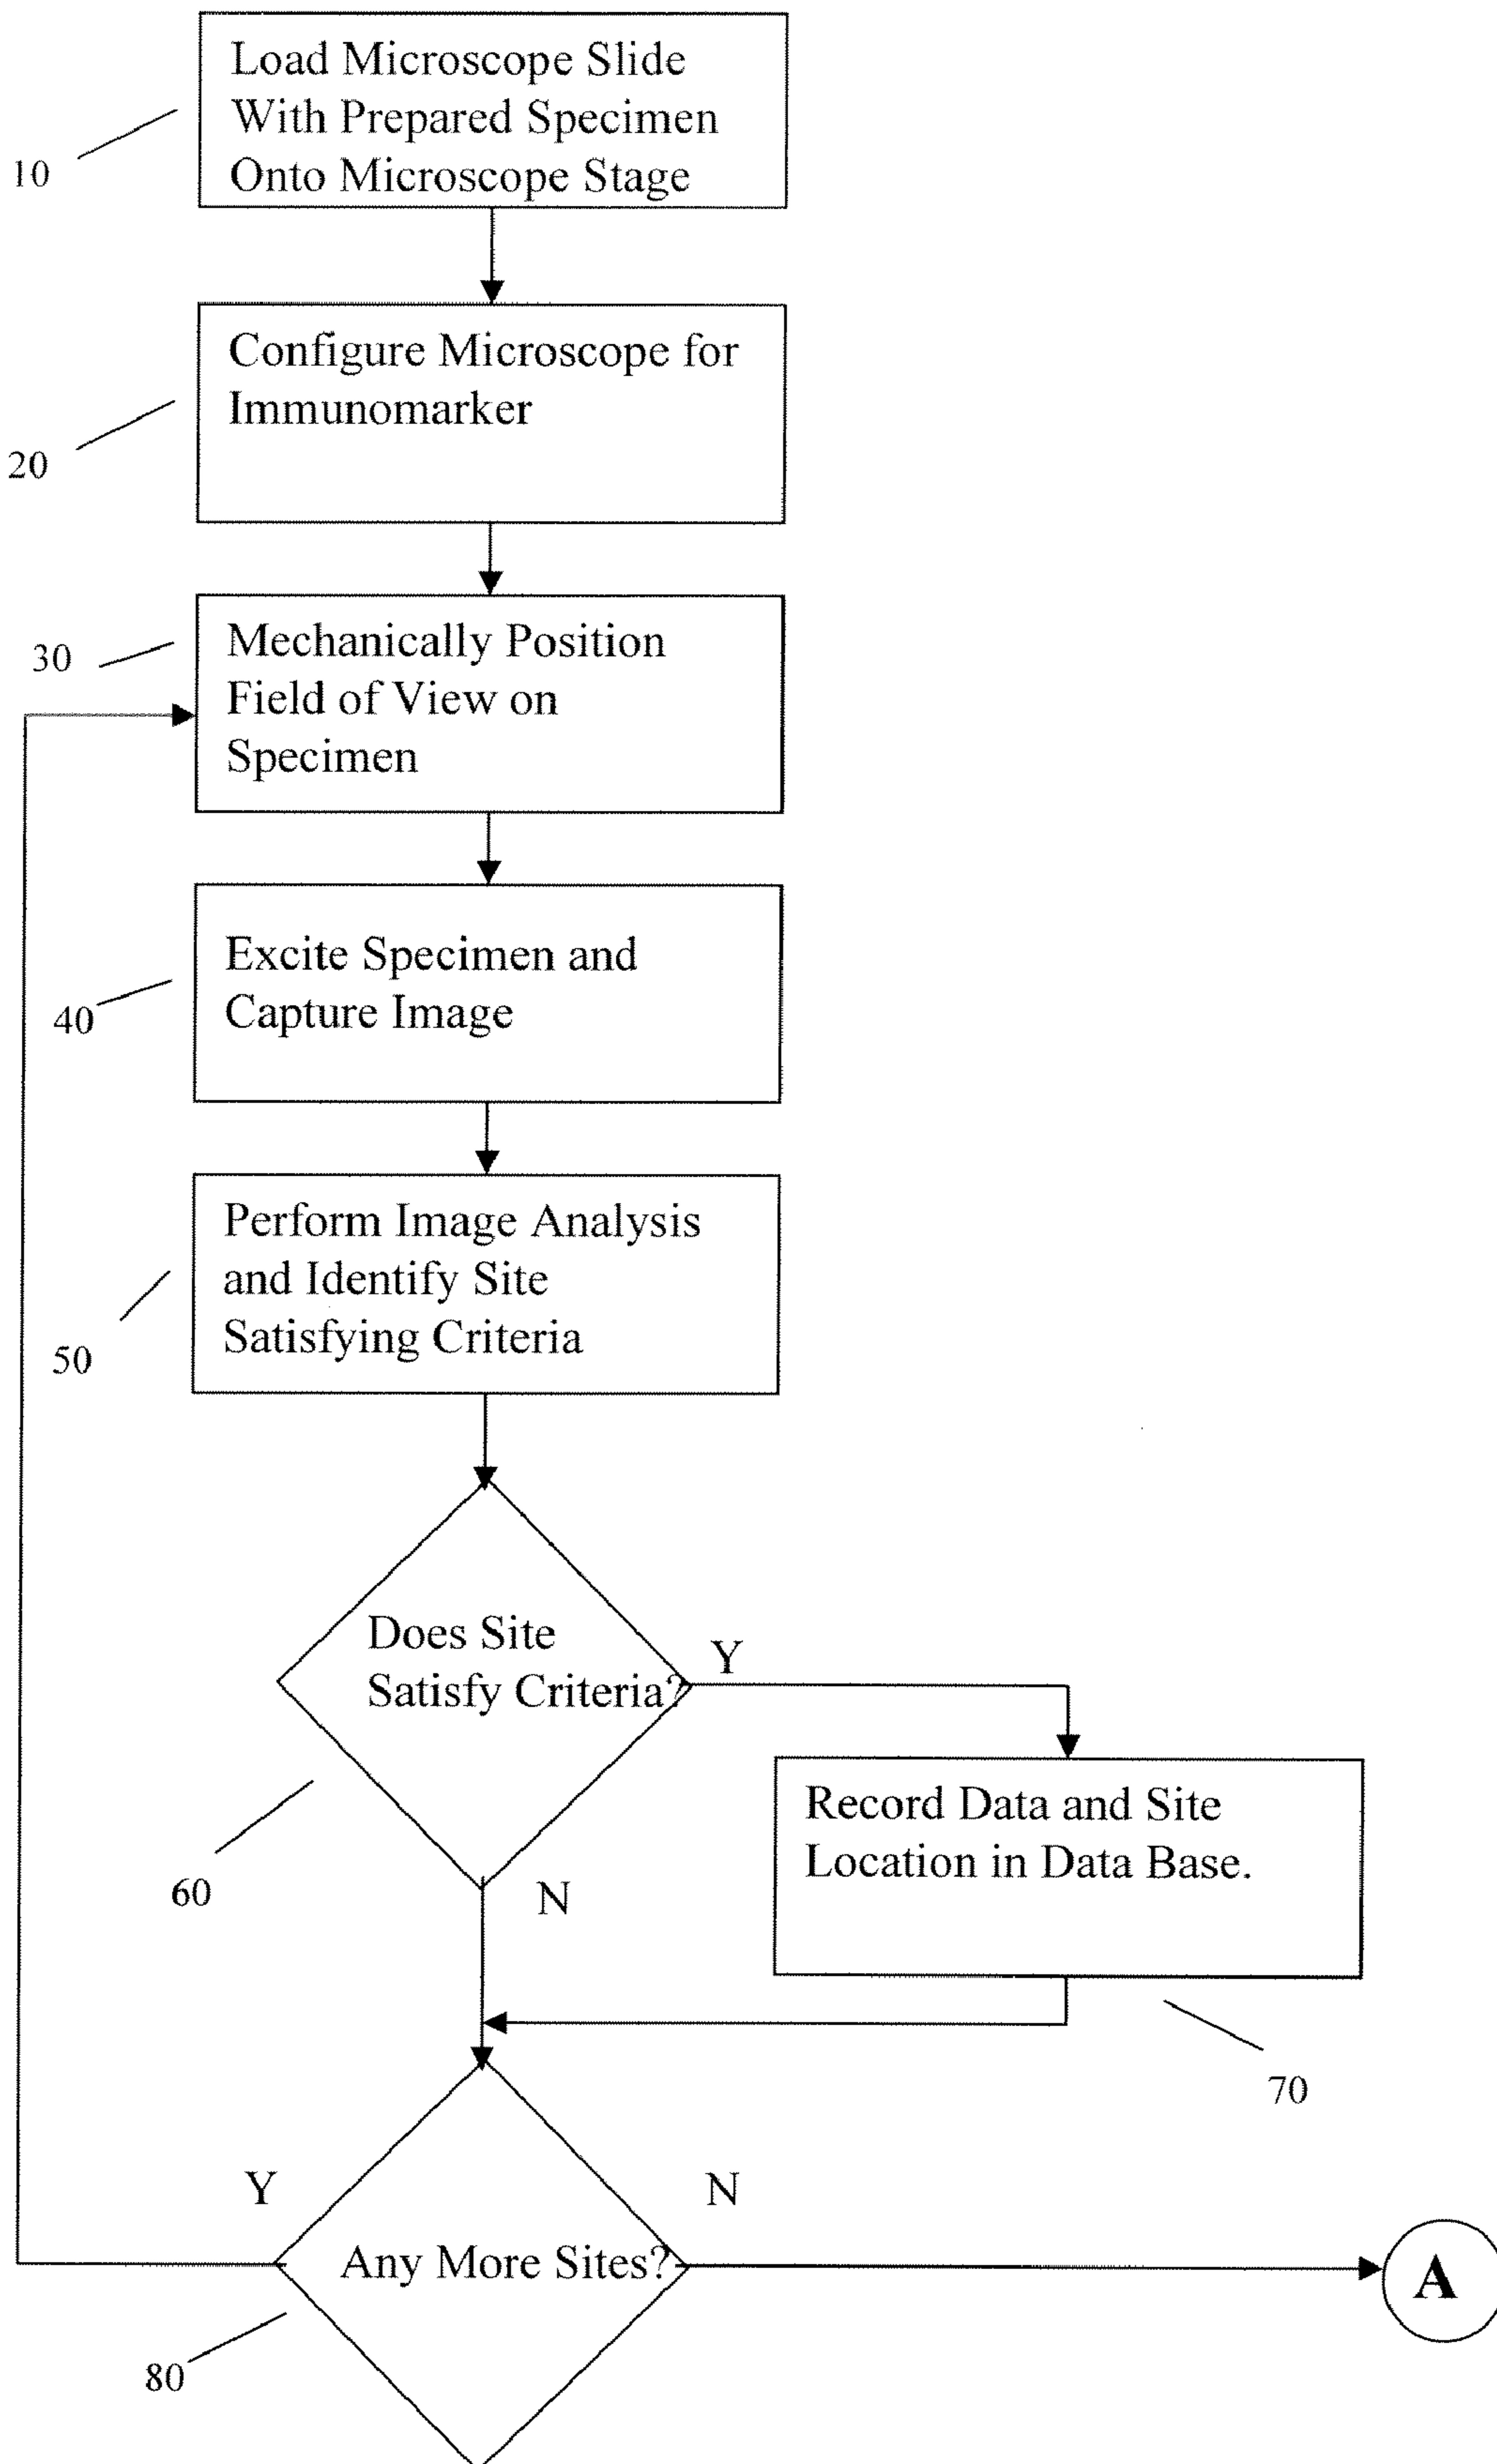 Load Microscope Slide
With Prepared Specimen
Onto Microscope Stage
10
Configure Microscope for
Immunomarker
20
Mechanically Position
Field of View on
Specimen
30
Excite Specimen and
Capture Image
40
Perform Image Analysis
and Identify Site
Satisfying Criteria
50
Does Site
Satisfy Criteria?
Y
60
N
Record Data and Site
Location in Data Base.
70
Y
N
Any More Sites?
A
80